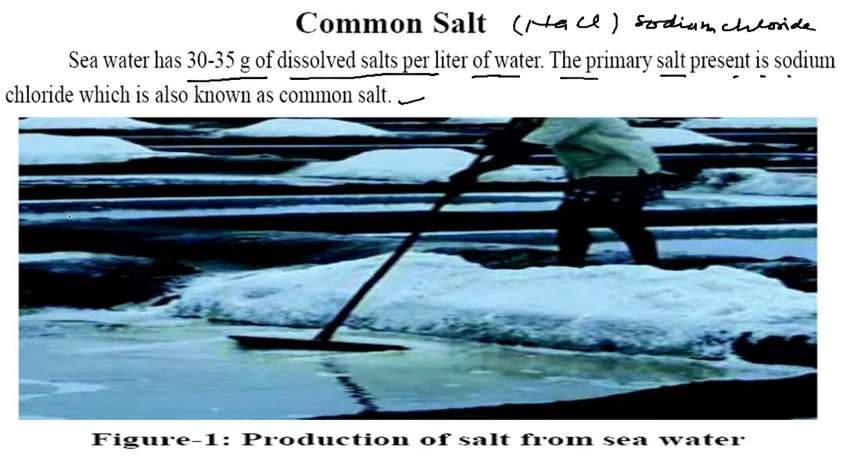 Common Salt (NaCl) Sodium chloride
Sea water has 30-35 g of dissolved salts per liter of water. The primary salt present is sodium
chloride which is also known as common salt.
Figure-1: Production of salt from sea water